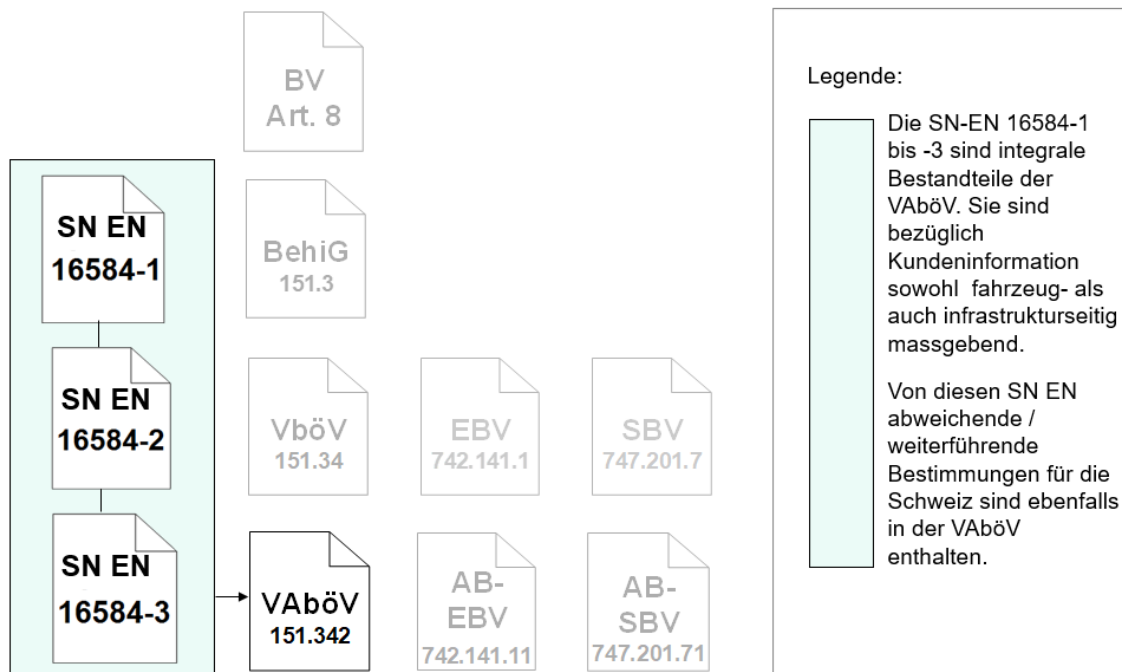 BV
Art. 8
SN EN
16584-1
BehiG
151.3
SN EN
16584-2
VböV
151.34
EBV
742.141.1
SBV
747.201.7
SN EN
16584-3
VAböV
151.342
AB-
EBV
742.141.11
AB-
SBV
747.201.71
Legende:
Die SN-EN 16584-1
bis -3 sind integrale
Bestandteile der
VAböV. Sie sind
bezüglich
Kundeninformation
sowohl fahrzeug- als
auch infrastrukturseitig
massgebend.
Von diesen SN EN
abweichende /
weiterführende
Bestimmungen für die
Schweiz sind ebenfalls
in der VAböV
enthalten.